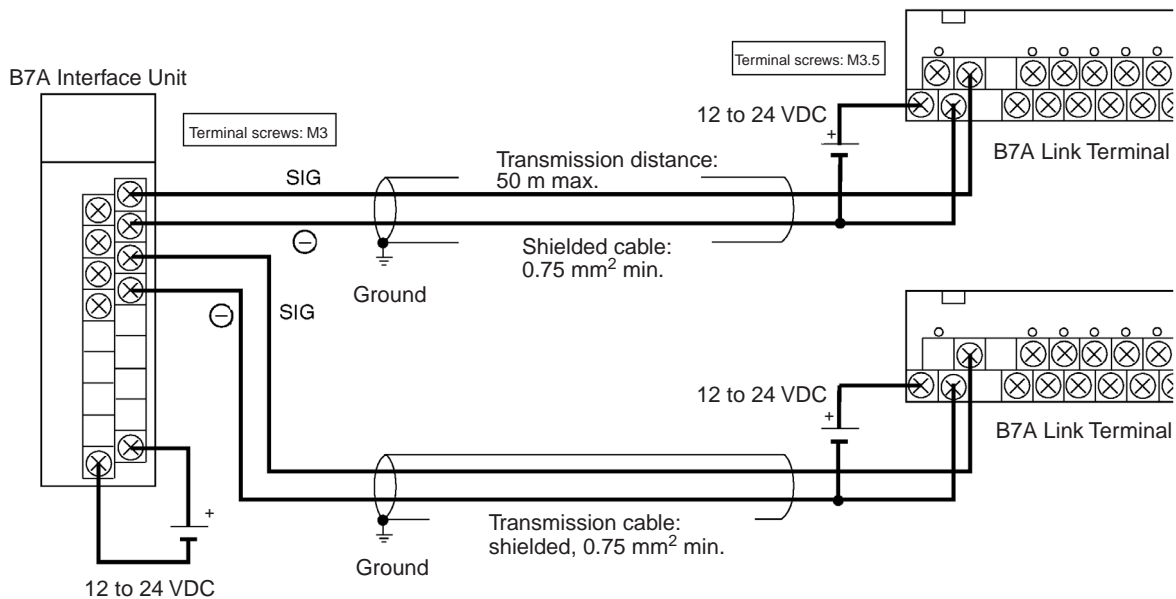 B7A Interface Unit
Terminal screws: M3
Terminal screws: M3.5
12 to 24 VDC
+
B7A Link Terminal
SIG
Transmission distance:
50 m max.
−
Shielded cable:
0.75 mm² min.
Ground
−
SIG
12 to 24 VDC
+
B7A Link Terminal
+
12 to 24 VDC
Ground
Transmission cable:
shielded, 0.75 mm² min.